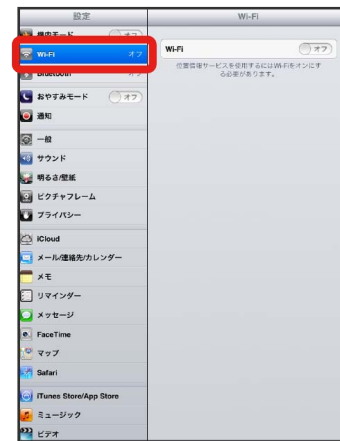 設定
機内モード オフ
Wi-Fi オフ
Bluetooth オフ
おやすみモード オフ
通知
一般
サウンド
明るさ/壁紙
ピクチャフレーム
プライバシー
iCloud
メール/連絡先/カレンダー
メモ
リマインダー
メッセージ
FaceTime
マップ
Safari
iTunes Store/App Store
ミュージック
ビデオ
Wi-Fi
Wi-Fi オフ
位置情報サービスを使用するにはWi-Fiをオンにす
る必要があります。